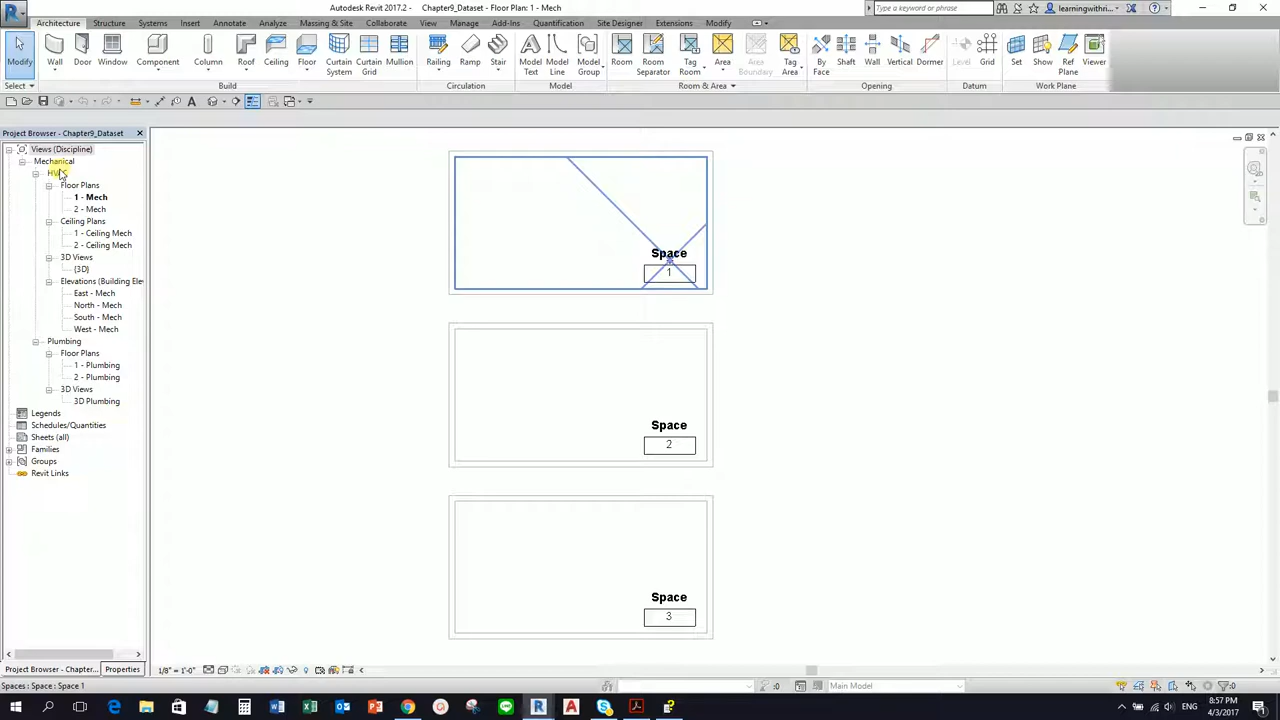 Autodesk Revit 2017.2 - Chapter9_Dataset - Floor Plan: 1 - Mech
Type a keyword or phrase
learningwithri...
Architecture Structure Systems Insert Annotate Analyze Massing & Site Collaborate View Manage Add-Ins Quantification Site Designer Extensions Modify
Modify Wall Door Window Component Column Roof Ceiling Floor Curtain System Curtain Grid Mullion Railing Ramp Stair Model Text Model Line Model Group Room Room Separator Tag Room Area Area Boundary Tag Area By Face Shaft Wall Vertical Dormer Level Grid Set Show Ref Plane Viewer
Select Build Circulation Model Room & Area Opening Datum Work Plane
Project Browser - Chapter9_Dataset
Views (Discipline)
Mechanical
Floor Plans
1 - Mech
2 - Mech
Ceiling Plans
1 - Ceiling Mech
2 - Ceiling Mech
3D Views
{3D}
Elevations (Building Ele
East - Mech
North - Mech
South - Mech
West - Mech
Plumbing
Floor Plans
1 - Plumbing
2 - Plumbing
3D Views
3D Plumbing
Legends
Schedules/Quantities
Sheets (all)
Families
Groups
Revit Links
Space
1
Space
2
Space
3
Project Browser - Chapter... Properties
1/8" = 1'-0"
Spaces : Space : Space 1
:0
Main Model
:0
ENG
8:57 PM
4/3/2017